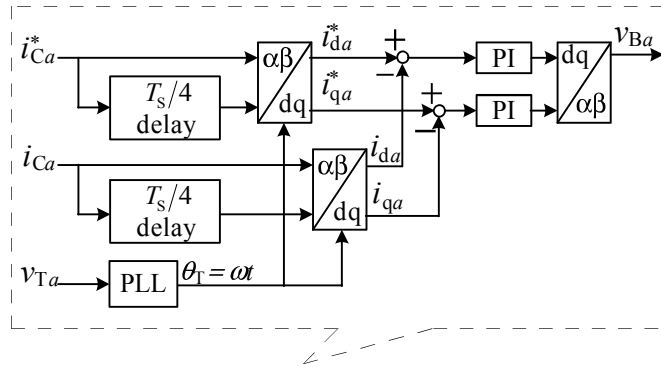 i*Ca
Ts/4
delay
αβ
dq
i*da
i*qa
+
−
+
−
PI
PI
dq
αβ
vBa
iCa
Ts/4
delay
αβ
dq
ida
iqa
vTa
PLL
θT = ωt